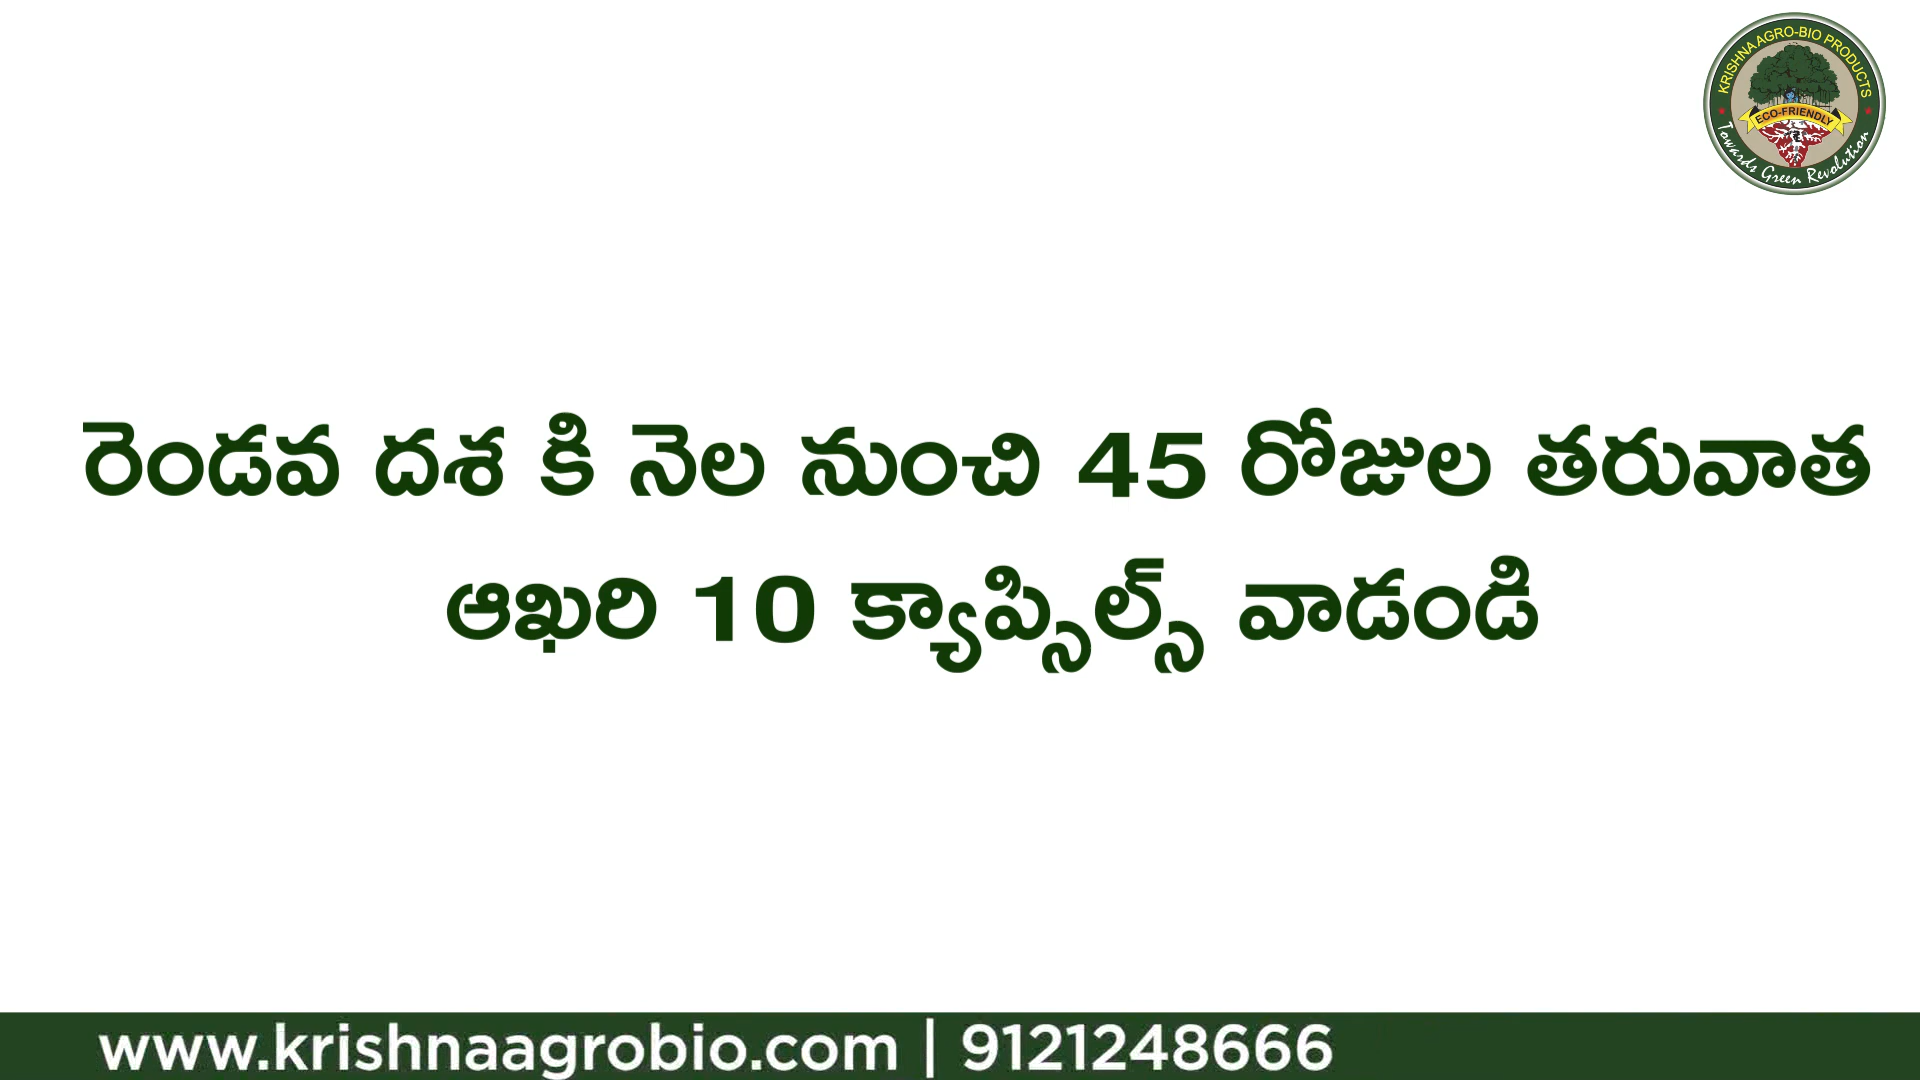 KRISHNA AGRO-BIO PRODUCTS
ECO-FRIENDLY
Towards Green Revolution
రెండవ దశ కి నెల నుంచి 45 రోజుల తరువాత
ఆఖరి 10 క్యాప్సిల్స్ వాడండి
www.krishnaagrobio.com | 9121248666